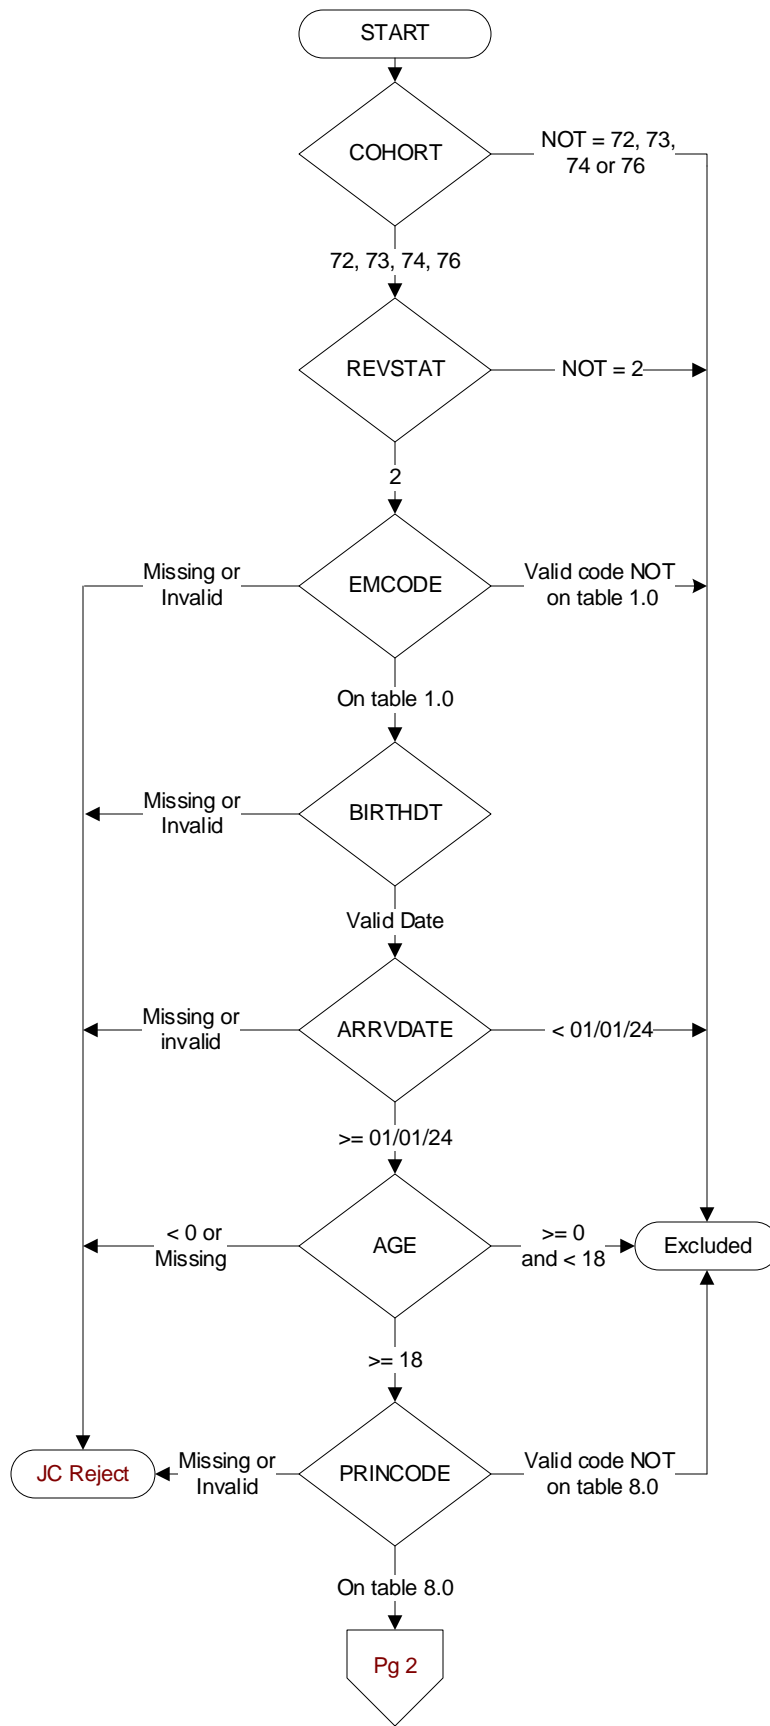 START
COHORT
NOT = 72, 73,
74 or 76
72, 73, 74, 76
REVSTAT
NOT = 2
2
Missing or
Invalid
EMCODE
Valid code NOT
on table 1.0
On table 1.0
Missing or
Invalid
BIRTHDT
Valid Date
Missing or
invalid
ARRVDATE
< 01/01/24
>= 01/01/24
< 0 or
Missing
AGE
>= 0
and < 18
Excluded
>= 18
JC Reject
Missing or
Invalid
PRINCODE
Valid code NOT
on table 8.0
On table 8.0
Pg 2